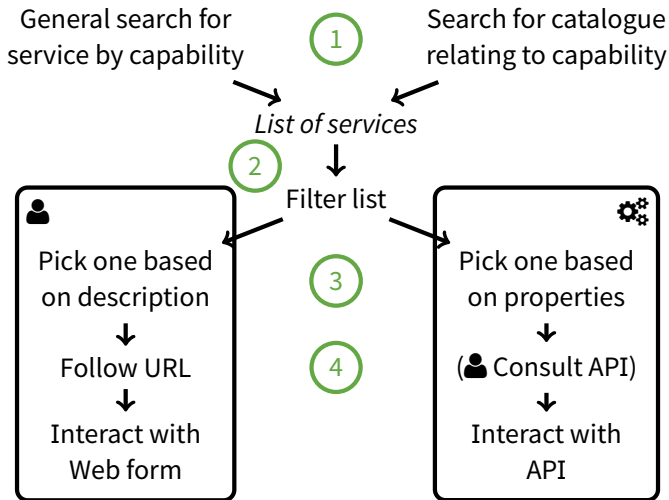 General search for
service by capability
1
Search for catalogue
relating to capability
List of services
2
Filter list
Pick one based
on description
3
Pick one based
on properties
Follow URL
4
( Consult API)
Interact with
Web form
Interact with
API